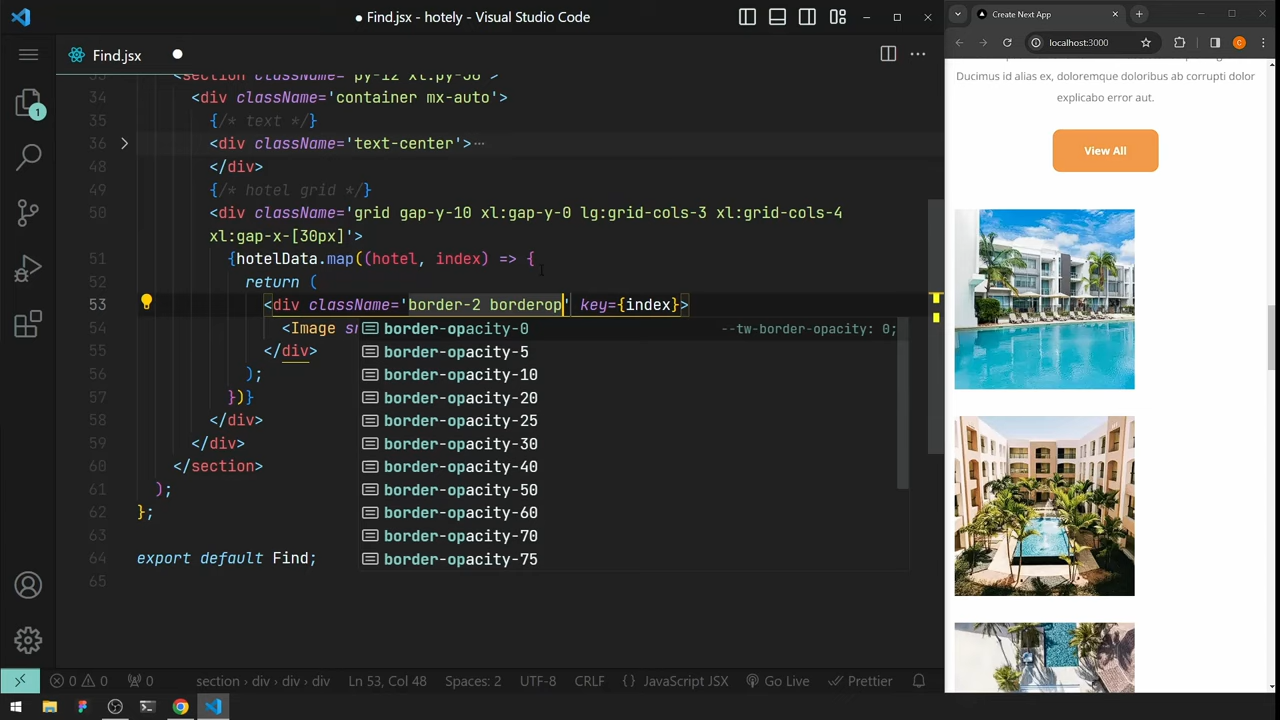 Find.jsx - hotely - Visual Studio Code
Create New App
Find.jsx
localhost:3000
1
33 <section className='py-12 xl:py-36'>
34 <div className='container mx-auto'>
35 {/* text */}
36 <div className='text-center'>
48 </div>
49 {/* hotel grid */}
50 <div className='grid gap-y-10 xl:gap-y-0 lg:grid-cols-3 xl:grid-cols-4
xl:gap-x-[30px]'>
51 {hotelData.map((hotel, index) => {
52 return (
53 <div className='border-2 borderop' key={index}>
54 <Image sr
55 </div>
56 );
57 })}
58 </div>
59 </div>
60 </section>
61 );
62 };
63
64 export default Find;
65
border-opacity-0 --tw-border-opacity: 0;
border-opacity-5
border-opacity-10
border-opacity-20
border-opacity-25
border-opacity-30
border-opacity-40
border-opacity-50
border-opacity-60
border-opacity-70
border-opacity-75
0 0 0 section > div > div > div Ln 53, Col 48 Spaces: 2 UTF-8 CRLF {} JavaScript JSX Go Live Prettier
Ducimus id alias ex, doloremque doloribus ab corrupti dolor
explicabo error aut.
View All
C